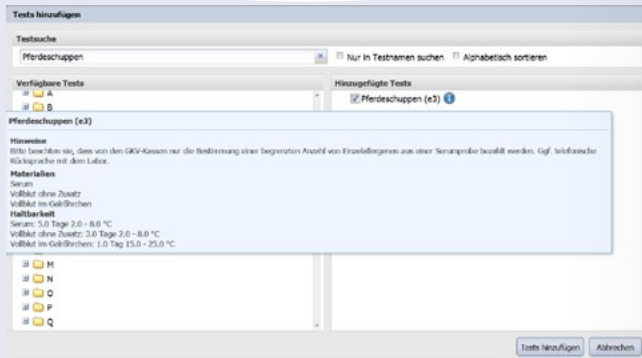 Tests hinzufügen
Testsuche
Pferdeschuppen
Nur in Testnamen suchen
Alphabetisch sortieren
Verfügbare Tests
Hinzugefügte Tests
A
B
Pferdeschuppen (e3)
Pferdeschuppen (e3)
Hinweise
Bitte beachten sie, dass von den GKV-Kassen nur die Bestimmung einer begrenzten Anzahl von Einzelallergenen aus einer Serumprobe bezahlt werden. Ggf. telefonische
Rücksprache mit dem Labor.
Materialien
Serum
Vollblut ohne Zusatz
Vollblut im Gelröhrchen
Haltbarkeit
Serum: 5.0 Tage 2.0 - 8.0 °C
Vollblut ohne Zusatz: 3.0 Tage 2.0 - 8.0 °C
Vollblut im Gelröhrchen: 1.0 Tag 15.0 - 25.0 °C
M
N
O
P
Q
Tests hinzufügen
Abbrechen